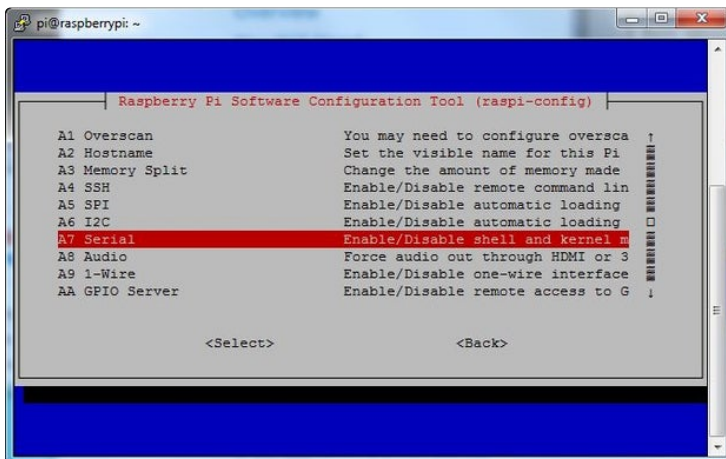 pi@raspberrypi: ~
Raspberry Pi Software Configuration Tool (raspi-config)
A1 Overscan You may need to configure oversca
A2 Hostname Set the visible name for this Pi
A3 Memory Split Change the amount of memory made
A4 SSH Enable/Disable remote command lin
A5 SPI Enable/Disable automatic loading
A6 I2C Enable/Disable automatic loading
A7 Serial Enable/Disable shell and kernel m
A8 Audio Force audio out through HDMI or 3
A9 1-Wire Enable/Disable one-wire interface
AA GPIO Server Enable/Disable remote access to G
<Select> <Back>